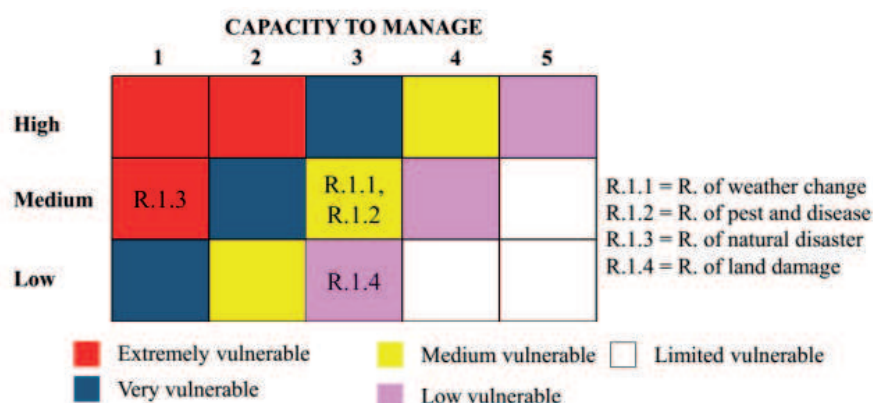 CAPACITY TO MANAGE
1 2 3 4 5
High
Medium
R.1.3
R.1.1,
R.1.2
R.1.1 = R. of weather change
R.1.2 = R. of pest and disease
R.1.3 = R. of natural disaster
R.1.4 = R. of land damage
Low
R.1.4
Extremely vulnerable
Medium vulnerable
Limited vulnerable
Very vulnerable
Low vulnerable